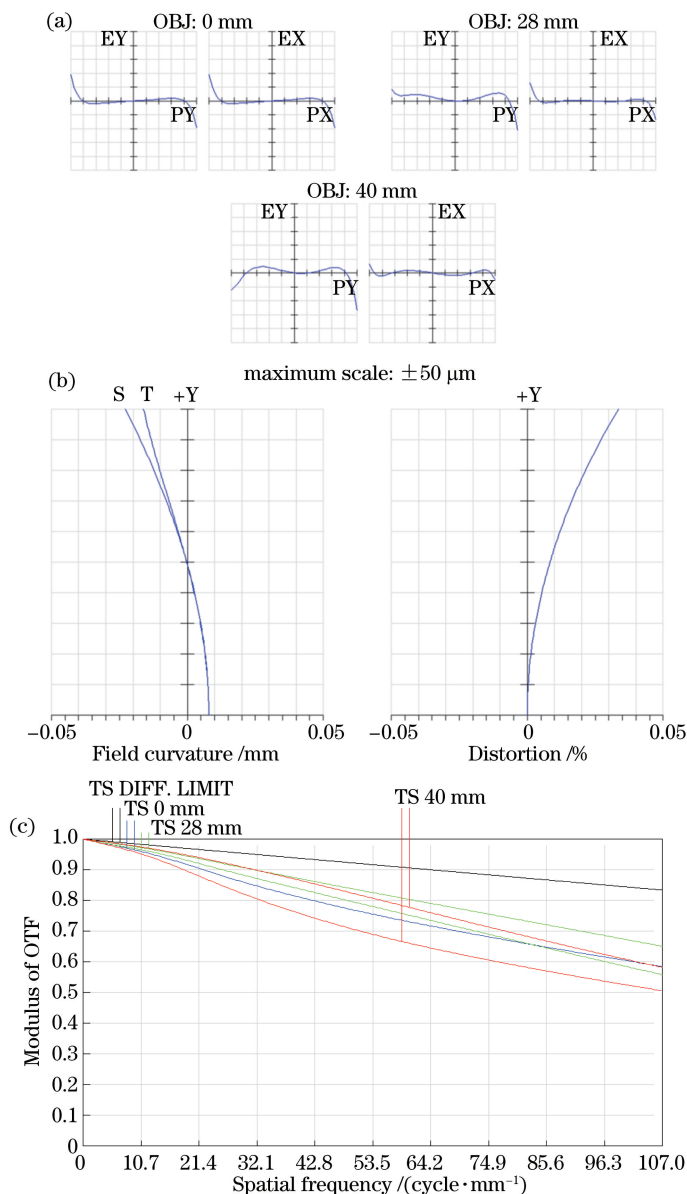 (a)
OBJ: 0 mm
OBJ: 28 mm
EY
EX
EY
EX
PY
PX
PY
PX
OBJ: 40 mm
EY
EX
PY
PX
maximum scale: ±50 μm
(b)
S T +Y
+Y
−0.05 0 0.05
−0.05 0 0.05
Field curvature /mm
Distortion /%
TS DIFF. LIMIT
TS 0 mm
TS 28 mm
TS 40 mm
(c)
1.0
0.9
0.8
0.7
0.6
0.5
0.4
0.3
0.2
0.1
0
Modulus of OTF
0 10.7 21.4 32.1 42.8 53.5 64.2 74.9 85.6 96.3 107.0
Spatial frequency /(cycle·mm⁻¹)